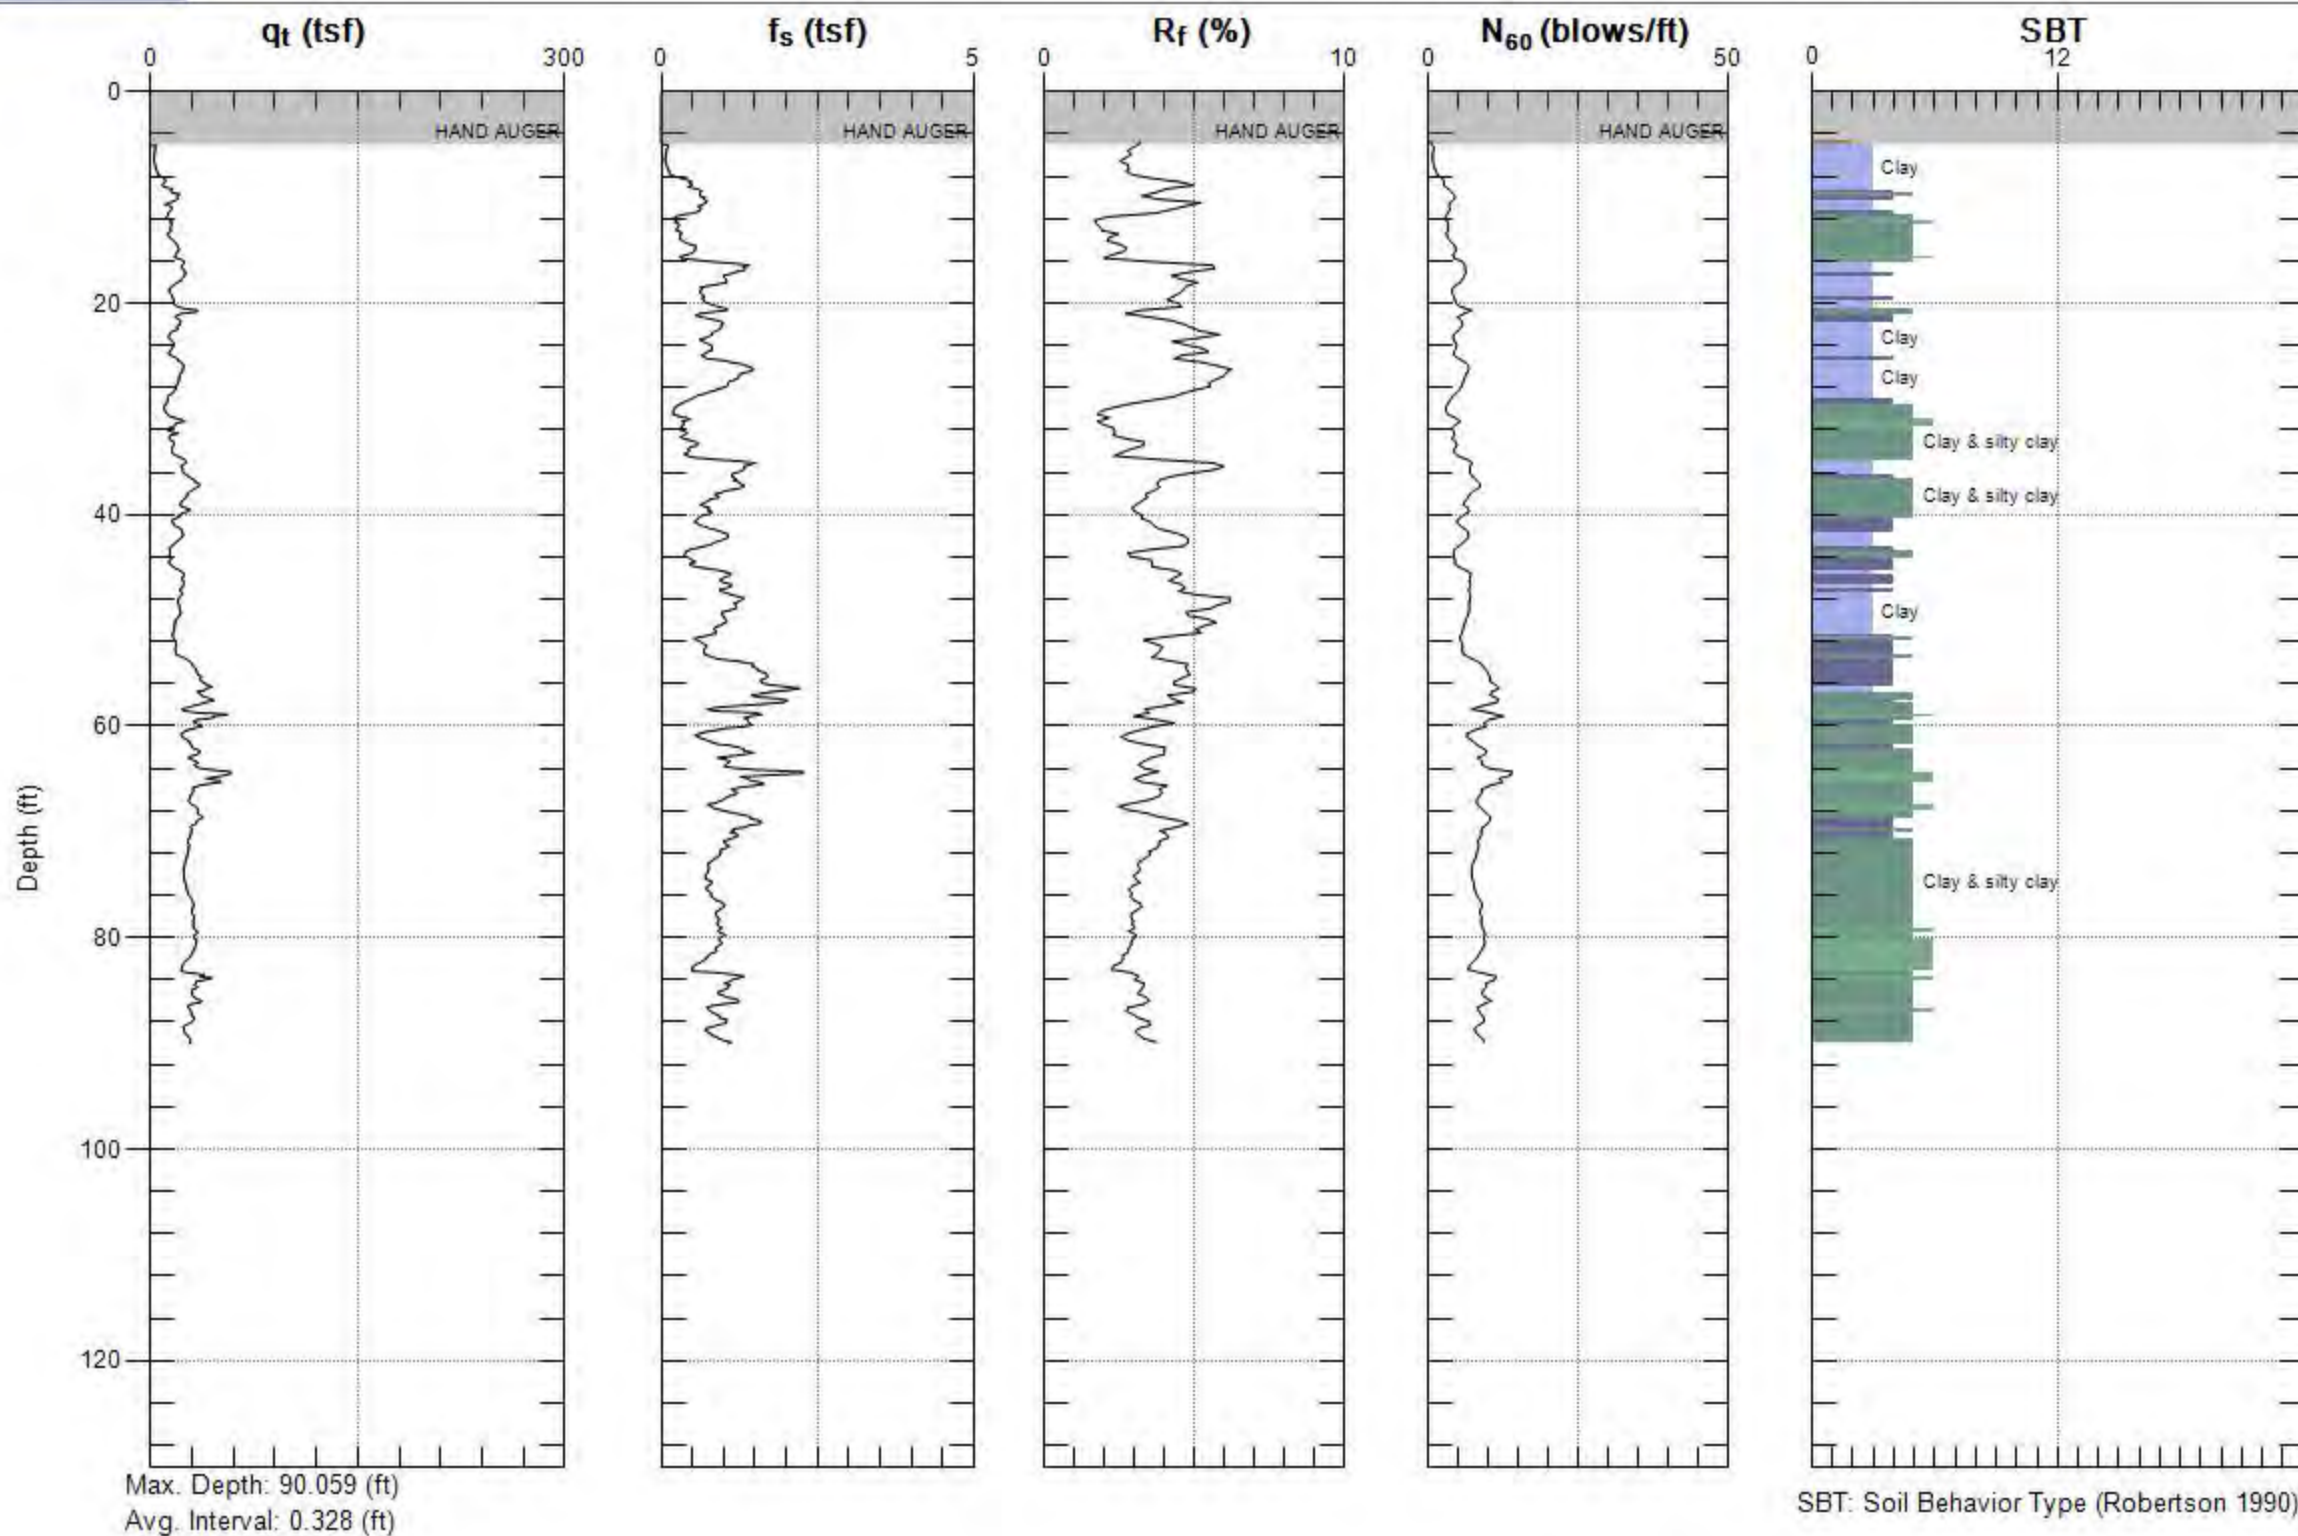 qt (tsf) fs (tsf) Rf (%) N60 (blows/ft) SBT
0 300 0 5 0 10 0 50 0 12
0
HAND AUGER HAND AUGER HAND AUGER HAND AUGER
Clay
20
Clay
Clay
Clay & silty clay
Clay & silty clay
40
Clay
60
Depth (ft)
Clay & silty clay
80
100
120
Max. Depth: 90.059 (ft)
Avg. Interval: 0.328 (ft)
SBT: Soil Behavior Type (Robertson 1990)